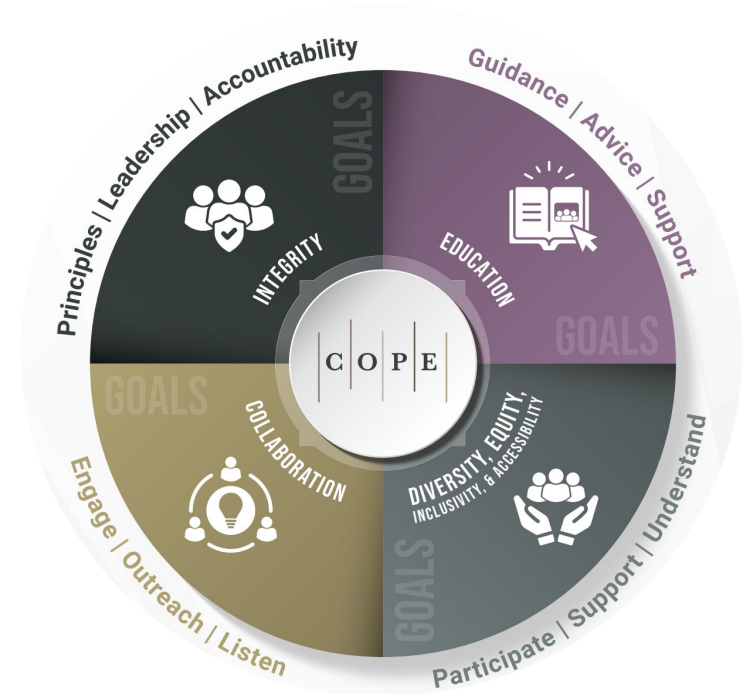 Principles | Leadership | Accountability
GOALS
INTEGRITY
Guidance | Advice | Support
EDUCATION
GOALS
COPE
GOALS
COLLABORATION
Engage | Outreach | Listen
DIVERSITY, EQUITY,
INCLUSIVITY, & ACCESSIBILITY
GOALS
Participate | Support | Understand